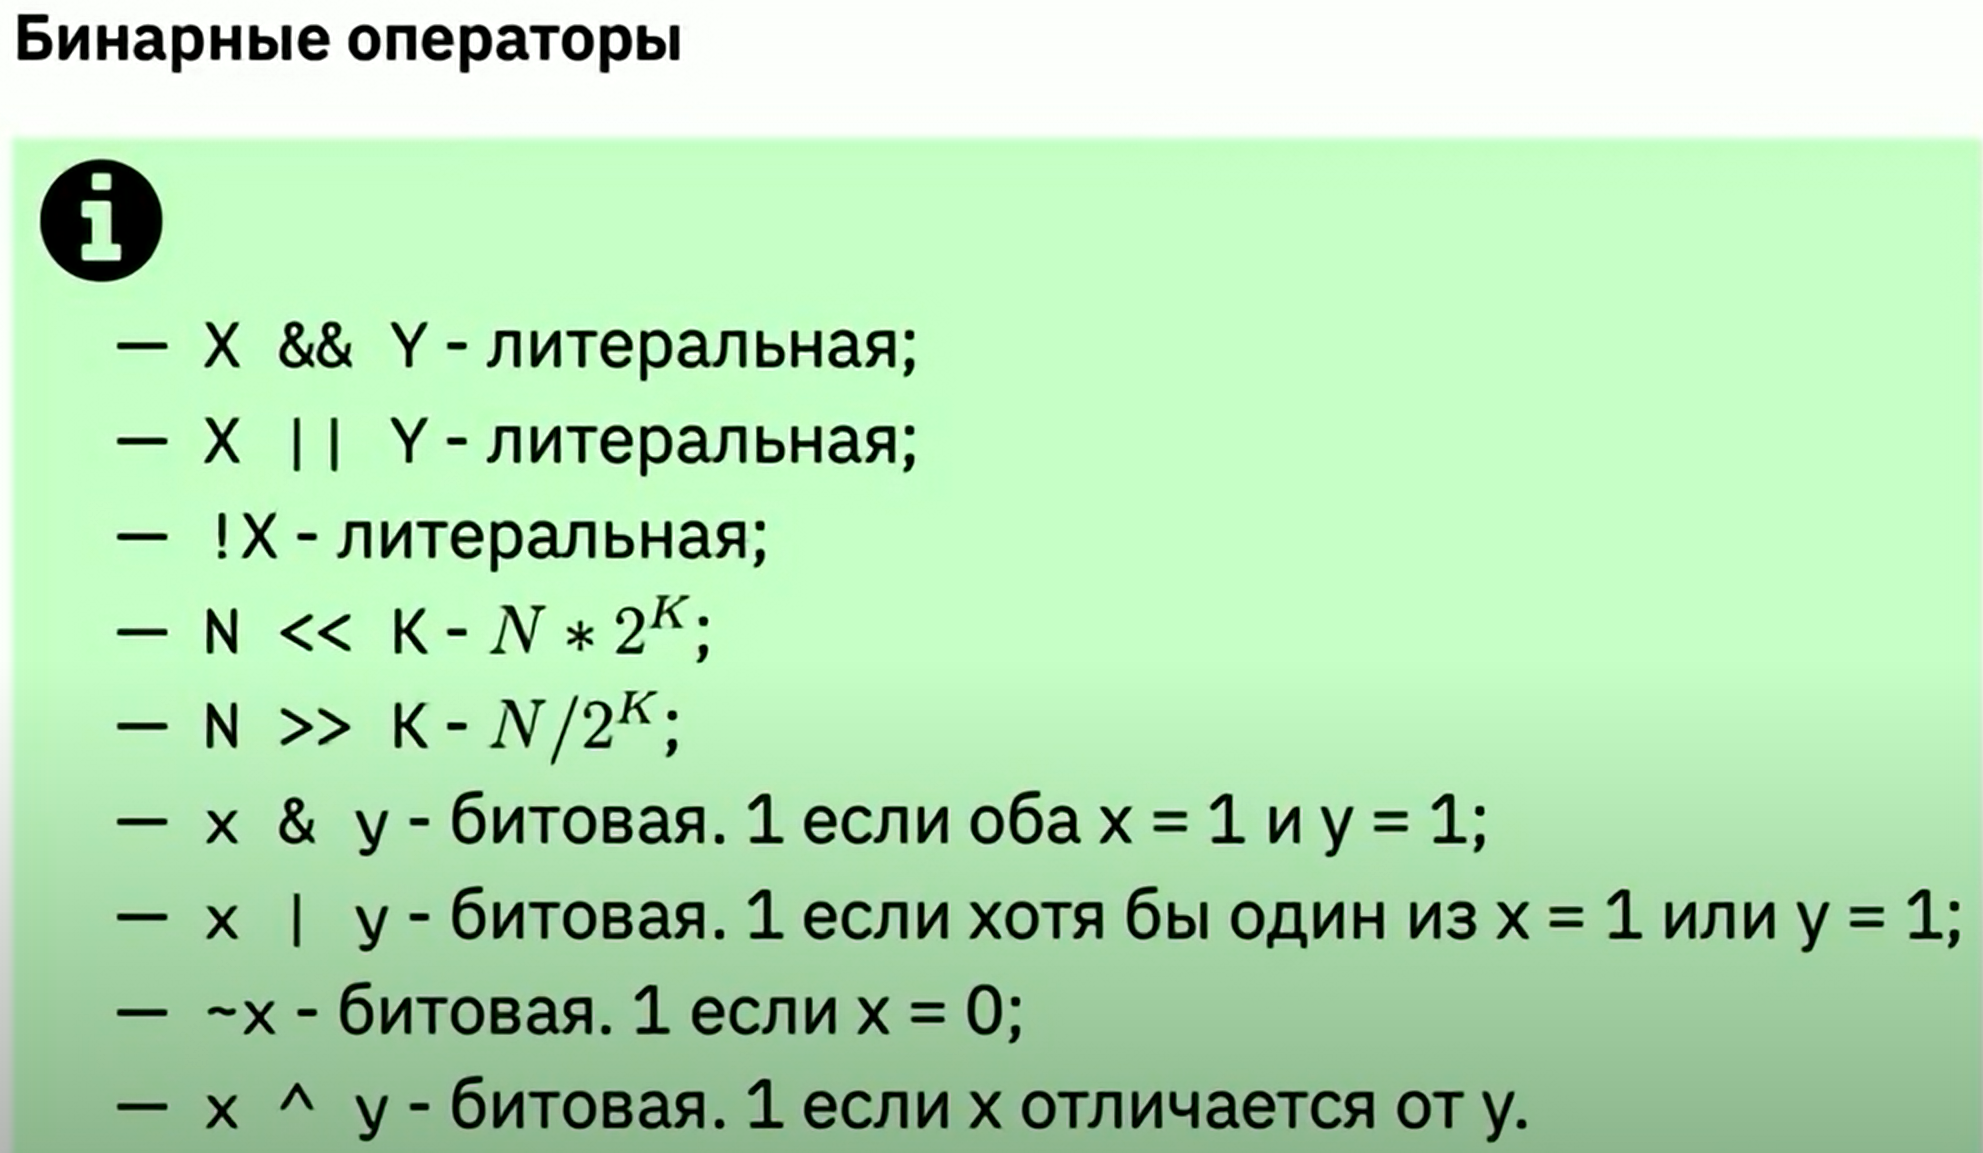 Бинарные операторы
i
— X && Y - литеральная;
— X || Y - литеральная;
— !X - литеральная;
— N << K - N * 2^K;
— N >> K - N/2^K;
— x & y - битовая. 1 если оба x = 1 и y = 1;
— x | y - битовая. 1 если хотя бы один из x = 1 или y = 1;
— ~x - битовая. 1 если x = 0;
— x ^ y - битовая. 1 если x отличается от y.